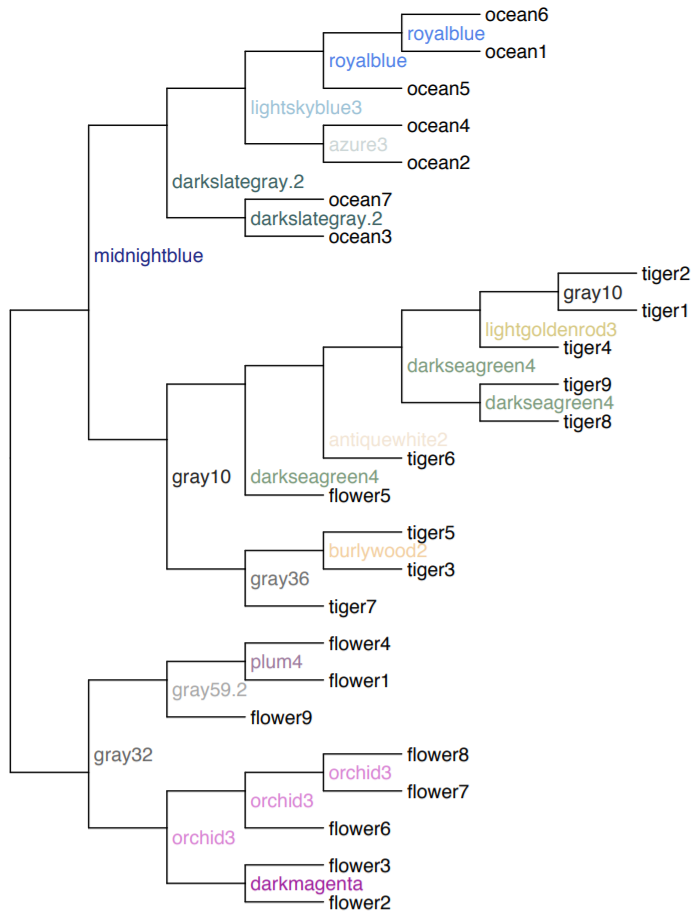 ocean6
royalblue
ocean1
royalblue
ocean5
lightskyblue3
ocean4
azure3
ocean2
darkslategray.2
ocean7
darkslategray.2
ocean3
midnightblue
tiger2
gray10
tiger1
lightgoldenrod3
tiger4
darkseagreen4
tiger9
darkseagreen4
tiger8
antiquewhite2
tiger6
gray10
darkseagreen4
flower5
tiger5
burlywood2
tiger3
gray36
tiger7
flower4
plum4
flower1
gray59.2
flower9
gray32
flower8
orchid3
flower7
orchid3
flower6
orchid3
flower3
darkmagenta
flower2